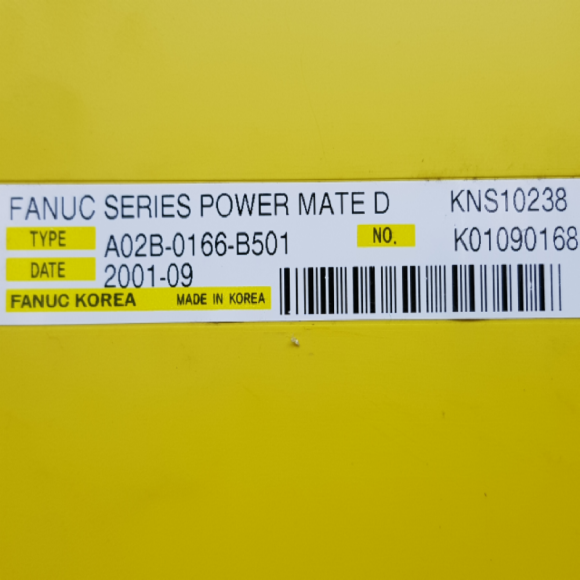 FANUC SERIES POWER MATE D KNS10238
TYPE A02B-0166-B501 NO. K01090168
DATE 2001-09
FANUC KOREA MADE IN KOREA